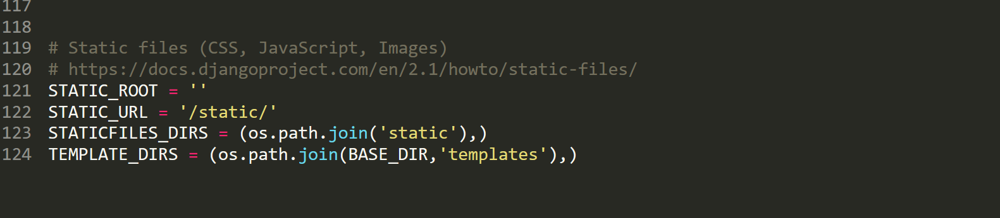 117
118
119 # Static files (CSS, JavaScript, Images)
120 # https://docs.djangoproject.com/en/2.1/howto/static-files/
121 STATIC_ROOT = ''
122 STATIC_URL = '/static/'
123 STATICFILES_DIRS = (os.path.join('static'),)
124 TEMPLATE_DIRS = (os.path.join(BASE_DIR,'templates'),)